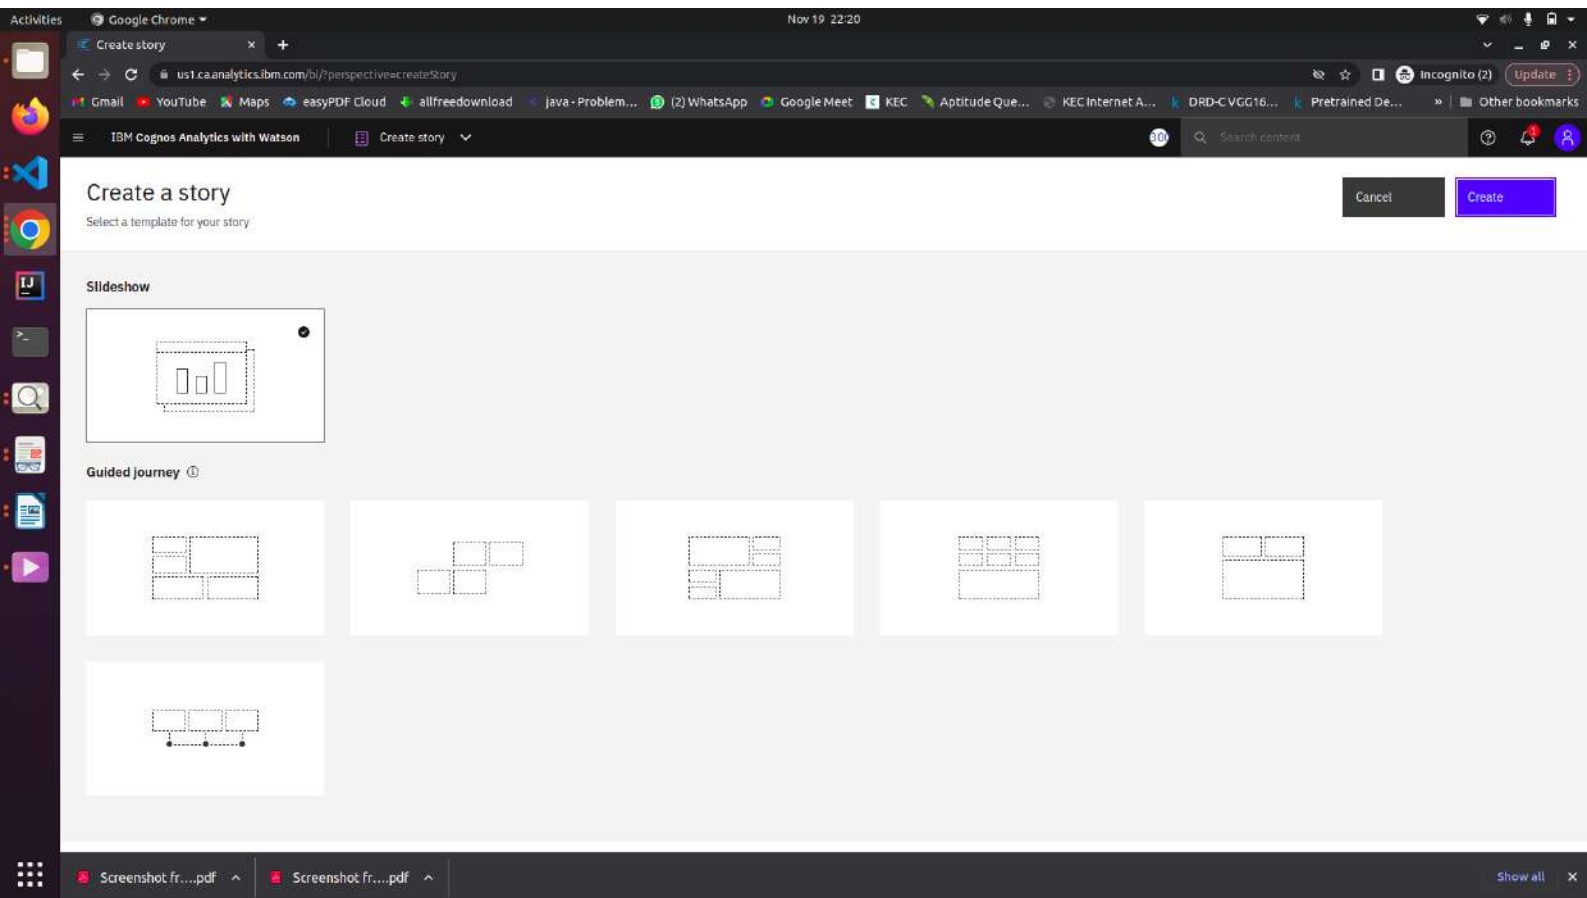 Activities Google Chrome Nov 19 22:20
Create story
us1.ca.analytics.ibm.com/bi/?perspective=createStory Incognito (2) Update
Gmail YouTube Maps easyPDF Cloud allfreedownload java - Problem... (2) WhatsApp Google Meet KEC Aptitude Que... KEC Internet A... DRD-C VGG16... Pretrained De... » Other bookmarks
IBM Cognos Analytics with Watson Create story Search content 1
Create a story
Select a template for your story
Cancel Create
Slideshow
Guided journey
Screenshot fr....pdf Screenshot fr....pdf Show all